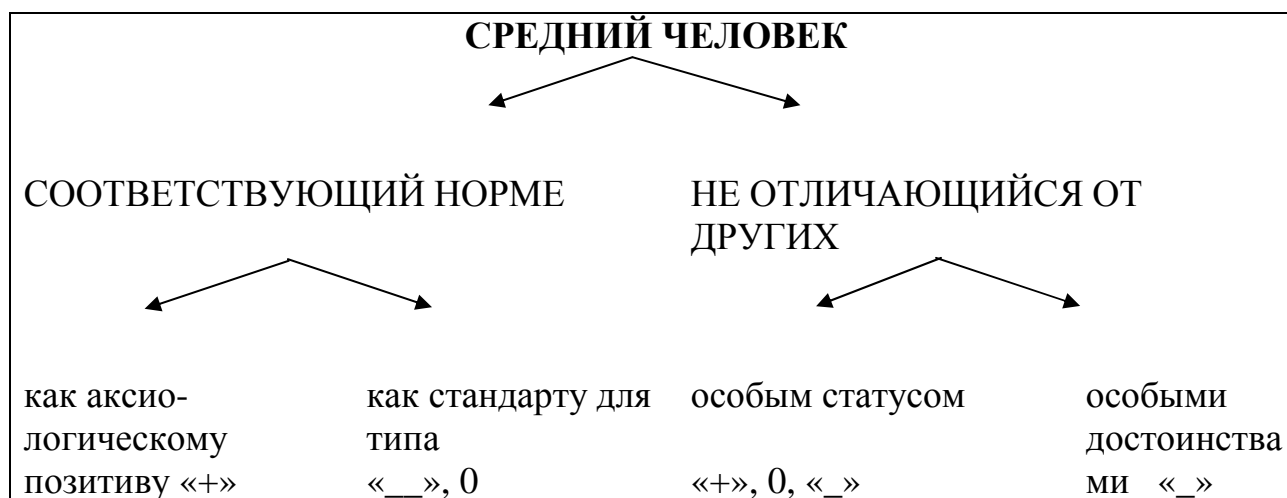 СРЕДНИЙ ЧЕЛОВЕК
СООТВЕТСТВУЮЩИЙ НОРМЕ
НЕ ОТЛИЧАЮЩИЙСЯ ОТ
ДРУГИХ
как аксио-
логическому
позитиву «+»
как стандарту для
типа
«__», 0
особым статусом
«+», 0, «_»
особыми
достоинства
ми «_»